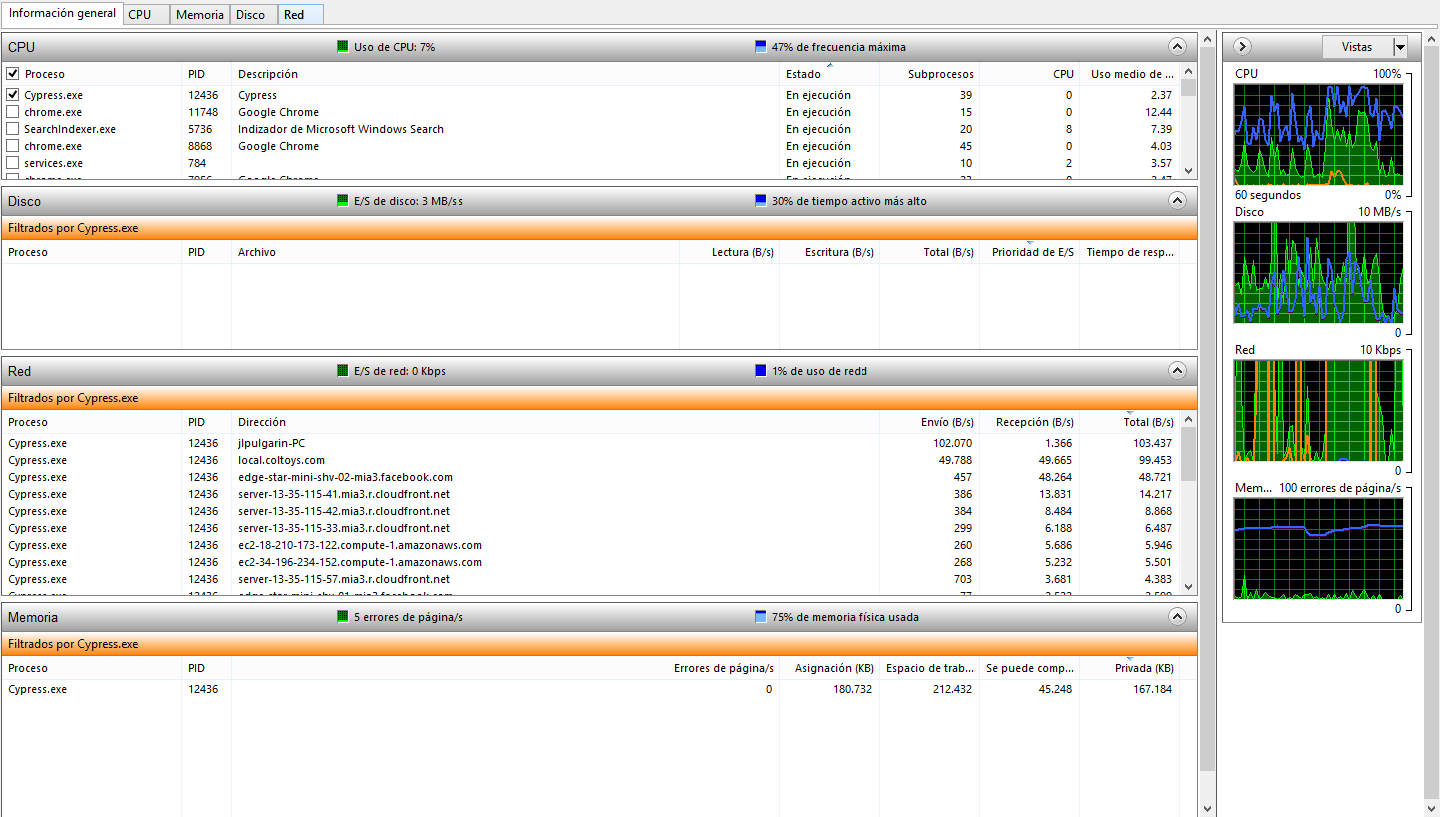 Información general CPU Memoria Disco Red
CPU Uso de CPU: 7% 47% de frecuencia máxima
Proceso PID Descripción Estado Subprocesos CPU Uso medio de ...
Cypress.exe 12436 Cypress En ejecución 39 0 2.37
chrome.exe 11748 Google Chrome En ejecución 15 0 12.44
SearchIndexer.exe 5736 Indizador de Microsoft Windows Search En ejecución 20 8 7.39
chrome.exe 8868 Google Chrome En ejecución 45 0 4.03
services.exe 784 En ejecución 10 2 3.57
Disco E/S de disco: 3 MB/ss 30% de tiempo activo más alto
Filtrados por Cypress.exe
Proceso PID Archivo Lectura (B/s) Escritura (B/s) Total (B/s) Prioridad de E/S Tiempo de resp...
Red E/S de red: 0 Kbps 1% de uso de redd
Filtrados por Cypress.exe
Proceso PID Dirección Envío (B/s) Recepción (B/s) Total (B/s)
Cypress.exe 12436 jlpulgarin-PC 102.070 1.366 103.437
Cypress.exe 12436 local.coltoys.com 49.788 49.665 99.453
Cypress.exe 12436 edge-star-mini-shv-02-mia3.facebook.com 457 48.264 48.721
Cypress.exe 12436 server-13-35-115-41.mia3.r.cloudfront.net 386 13.831 14.217
Cypress.exe 12436 server-13-35-115-42.mia3.r.cloudfront.net 384 8.484 8.868
Cypress.exe 12436 server-13-35-115-33.mia3.r.cloudfront.net 299 6.188 6.487
Cypress.exe 12436 ec2-18-210-173-122.compute-1.amazonaws.com 260 5.686 5.946
Cypress.exe 12436 ec2-34-196-234-152.compute-1.amazonaws.com 268 5.232 5.501
Cypress.exe 12436 server-13-35-115-57.mia3.r.cloudfront.net 703 3.681 4.383
Memoria 5 errores de página/s 75% de memoria física usada
Filtrados por Cypress.exe
Proceso PID Errores de página/s Asignación (KB) Espacio de trab... Se puede comp... Privada (KB)
Cypress.exe 12436 0 180.732 212.432 45.248 167.184
Vistas
CPU 100%
60 segundos 0%
Disco 10 MB/s
0
Red 10 Kbps
0
Mem... 100 errores de página/s
0